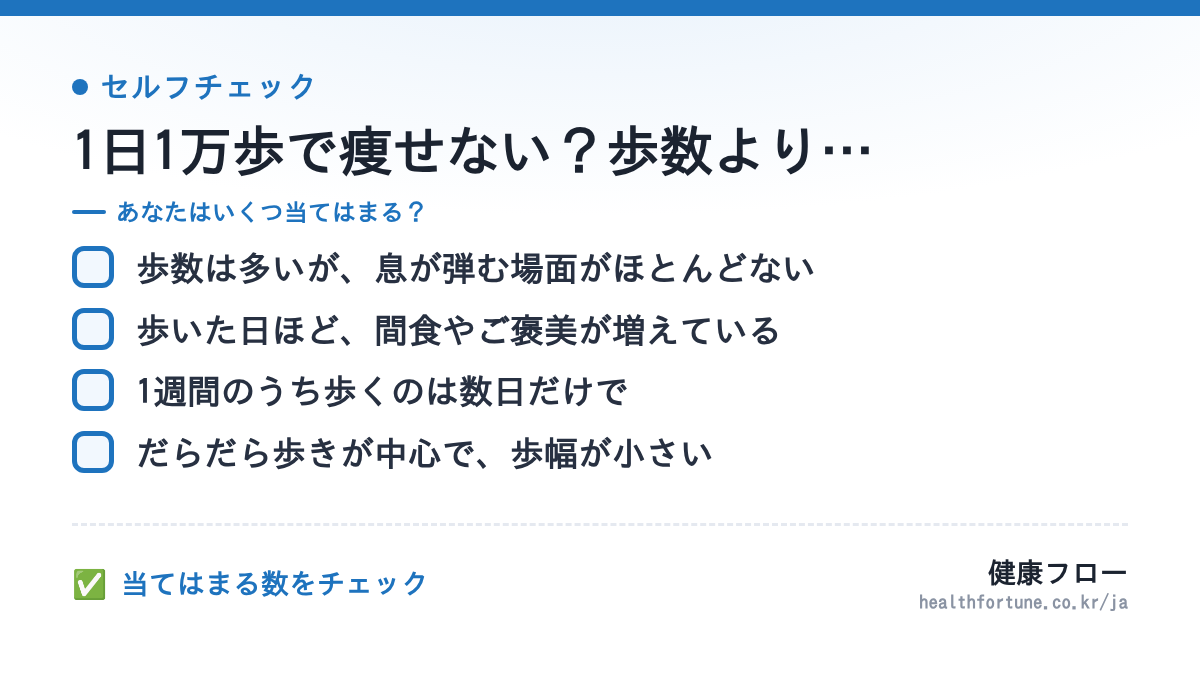 セルフチェック
1日1万歩で痩せない？歩数より…
あなたはいくつ当てはまる？
歩数は多いが、息が弾む場面がほとんどない
歩いた日ほど、間食やご褒美が増えている
1週間のうち歩くのは数日だけで
だらだら歩きが中心で、歩幅が小さい
✅ 当てはまる数をチェック
健康フロー
healthfortune.co.kr/ja